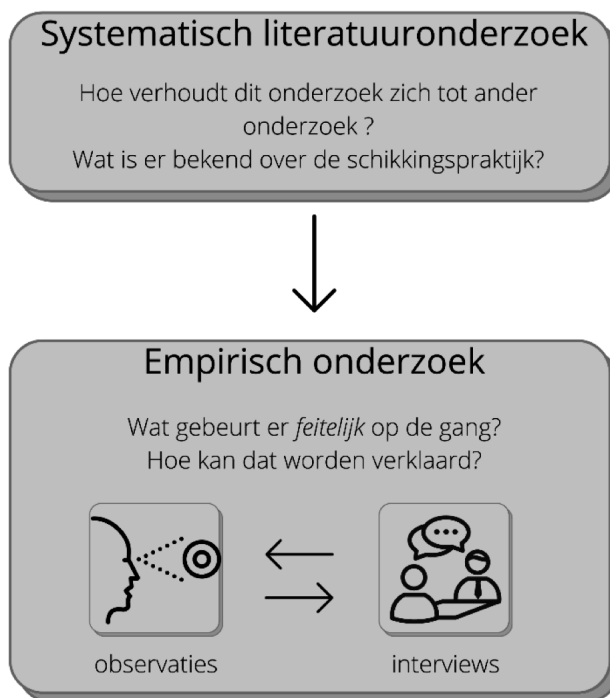 Systematisch literatuuronderzoek
Hoe verhoudt dit onderzoek zich tot ander
onderzoek ?
Wat is er bekend over de schikkingspraktijk?
Empirisch onderzoek
Wat gebeurt er feitelijk op de gang?
Hoe kan dat worden verklaard?
observaties
interviews